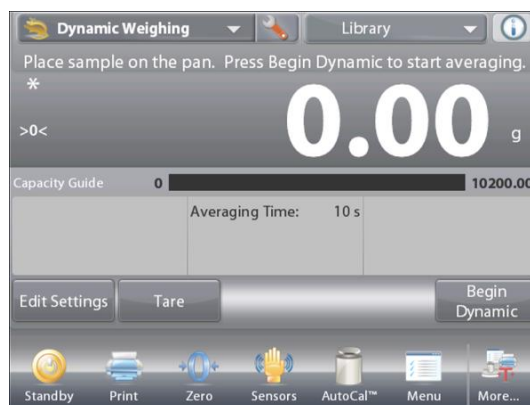 Dynamic Weighing
Library
Place sample on the pan. Press Begin Dynamic to start averaging.
*
>0<
0.00 g
Capacity Guide 0 10200.00
Averaging Time: 10 s
Edit Settings
Tare
Begin Dynamic
Standby
Print
Zero
Sensors
AutoCal™
Menu
More...